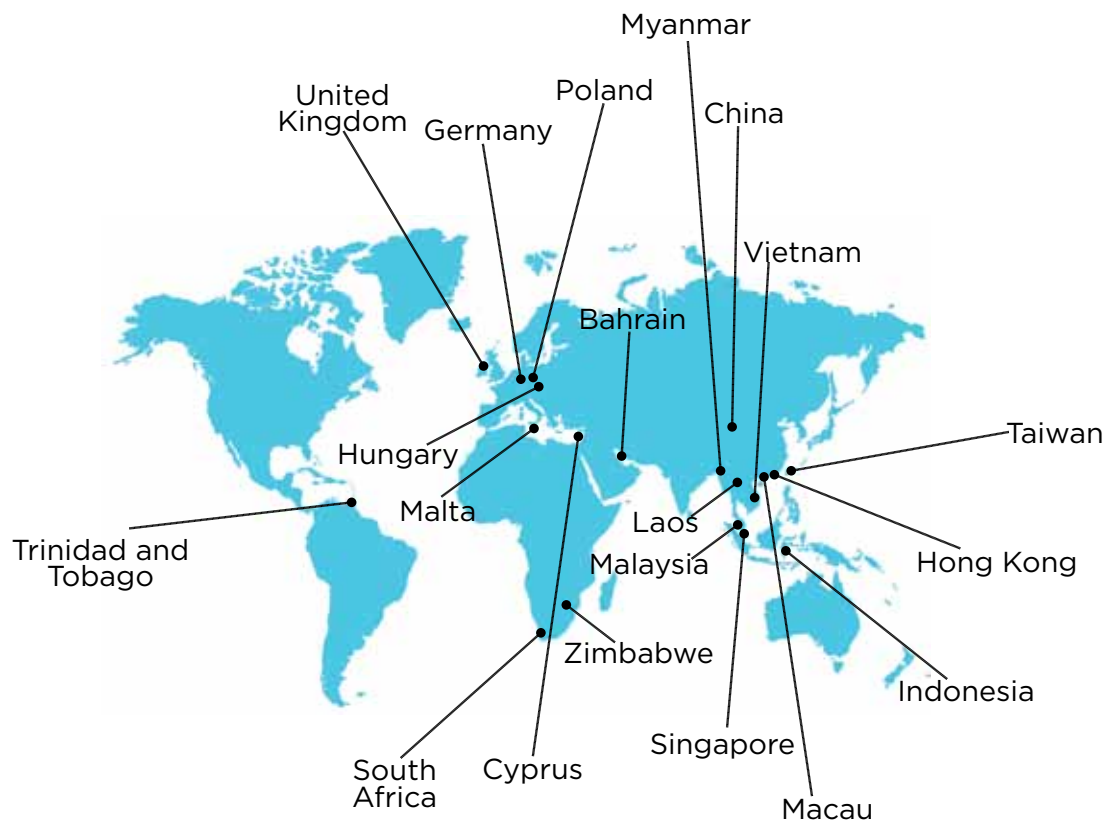 Myanmar
United
Kingdom
Poland
China
Germany
Vietnam
Bahrain
Taiwan
Hungary
Malta
Laos
Trinidad and
Tobago
Malaysia
Hong Kong
Zimbabwe
Indonesia
Singapore
South
Africa
Cyprus
Macau